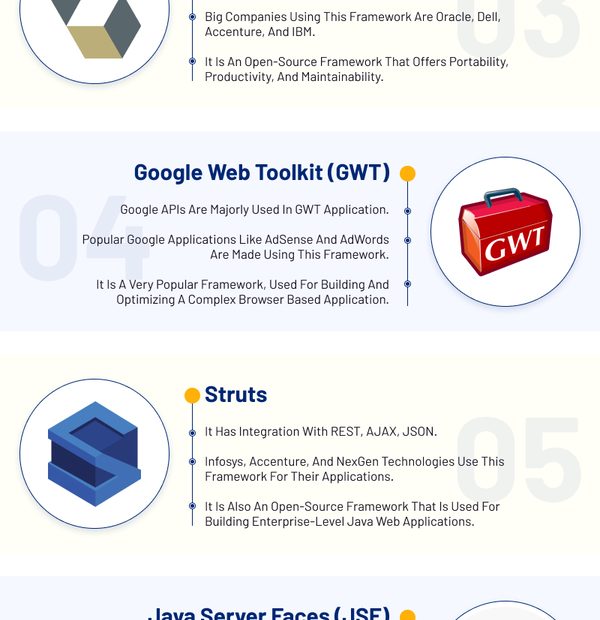 03
Big Companies Using This Framework Are Oracle, Dell,
Accenture, And IBM.
It Is An Open-Source Framework That Offers Portability,
Productivity, And Maintainability.
04
Google Web Toolkit (GWT)
Google APIs Are Majorly Used In GWT Application.
Popular Google Applications Like AdSense And AdWords
Are Made Using This Framework.
It Is A Very Popular Framework, Used For Building And
Optimizing A Complex Browser Based Application.
GWT
Struts
05
It Has Integration With REST, AJAX, JSON.
Infosys, Accenture, And NexGen Technologies Use This
Framework For Their Applications.
It Is Also An Open-Source Framework That Is Used For
Building Enterprise-Level Java Web Applications.
Java Server Faces (JSF)